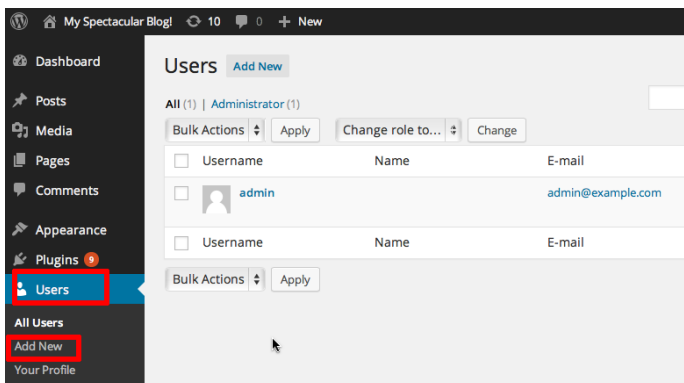 My Spectacular Blog! 10 0 + New
Dashboard
Posts
Media
Pages
Comments
Appearance
Plugins 9
Users
All Users
Add New
Your Profile
Users Add New
All (1) | Administrator (1)
Bulk Actions Apply Change role to... Change
Username Name E-mail
admin admin@example.com
Username Name E-mail
Bulk Actions Apply